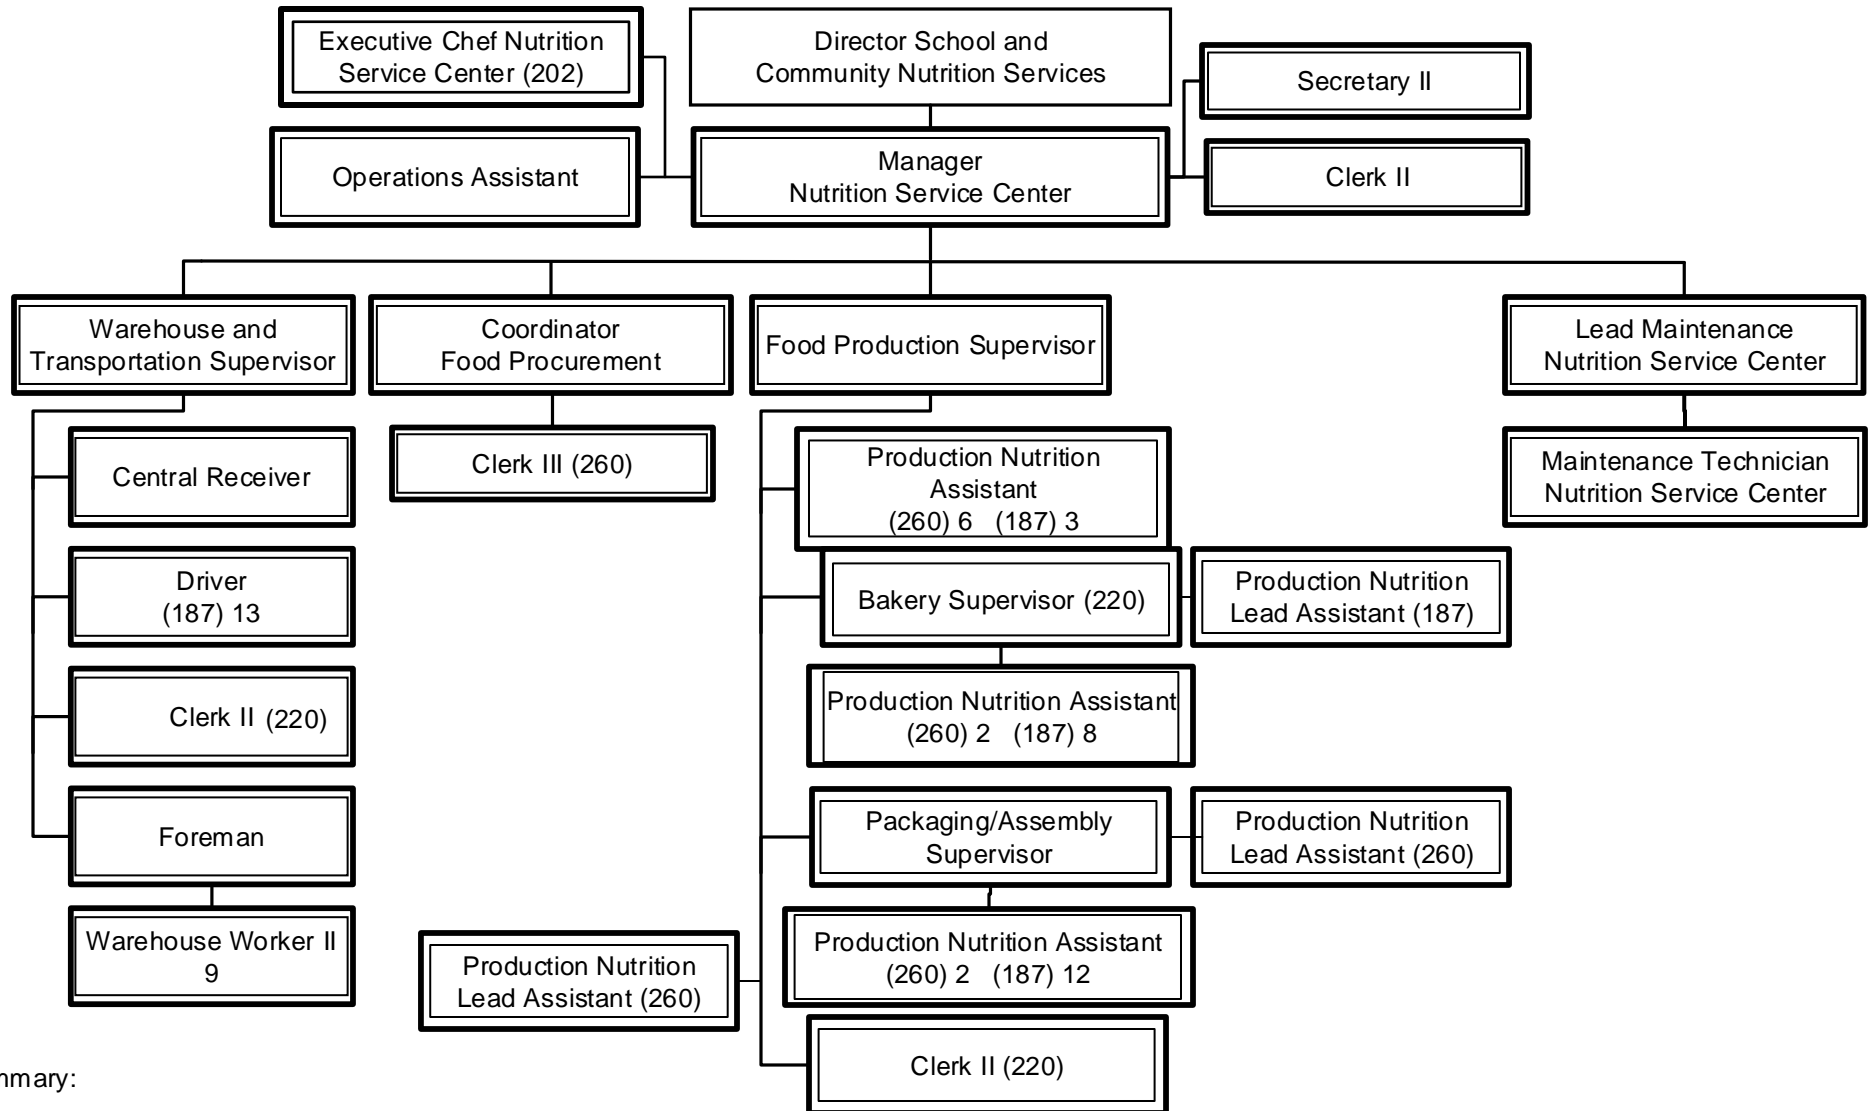 Executive Chef Nutrition
Service Center (202)
Director School and
Community Nutrition Services
Secretary II
Operations Assistant
Manager
Nutrition Service Center
Clerk II
Warehouse and
Transportation Supervisor
Coordinator
Food Procurement
Food Production Supervisor
Lead Maintenance
Nutrition Service Center
Central Receiver
Clerk III (260)
Production Nutrition
Assistant
(260) 6 (187) 3
Maintenance Technician
Nutrition Service Center
Driver
(187) 13
Bakery Supervisor (220)
Production Nutrition
Lead Assistant (187)
Clerk II (220)
Production Nutrition Assistant
(260) 2 (187) 8
Foreman
Packaging/Assembly
Supervisor
Production Nutrition
Lead Assistant (260)
Warehouse Worker II
9
Production Nutrition
Lead Assistant (260)
Production Nutrition Assistant
(260) 2 (187) 12
Clerk II (220)